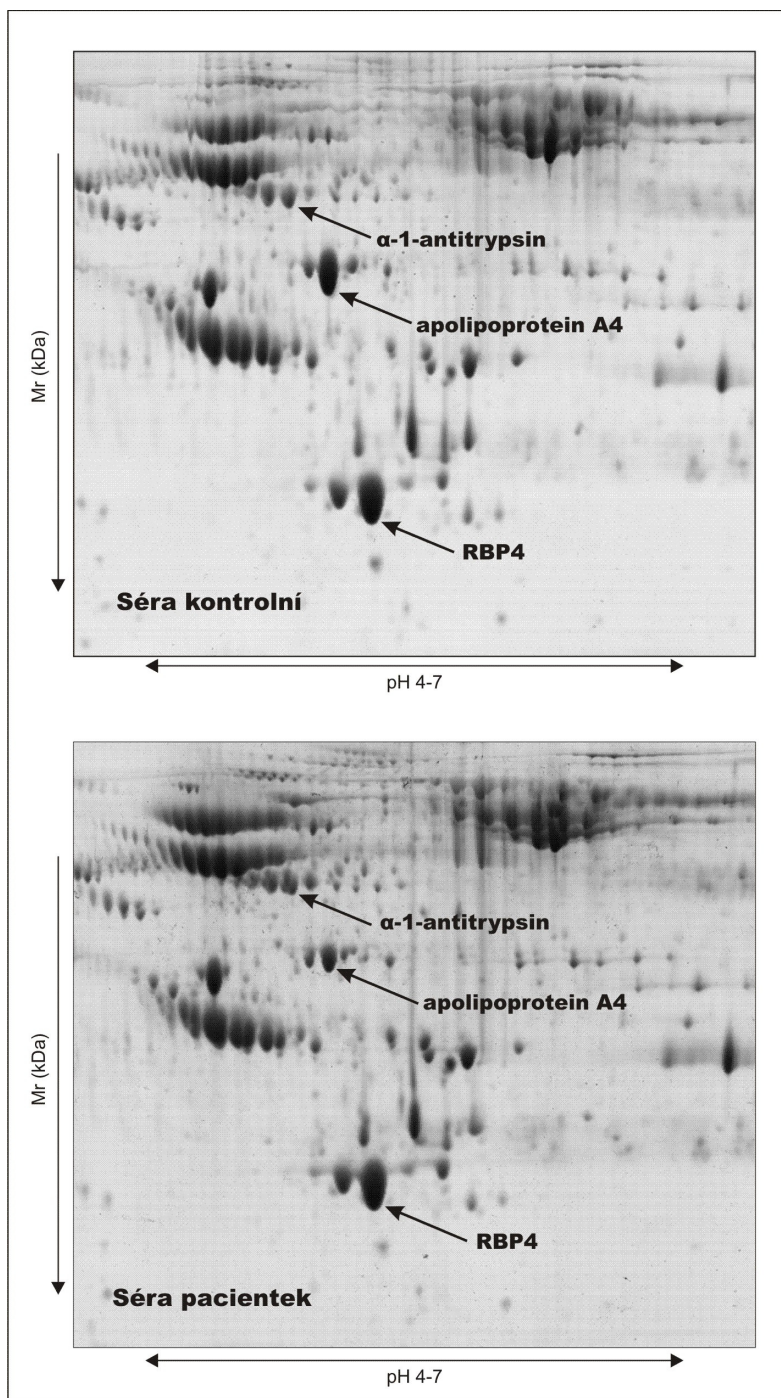 α-1-antitrypsin
apolipoprotein A4
Mr (kDa)
RBP4
Séra kontrolní
pH 4-7
α-1-antitrypsin
apolipoprotein A4
Mr (kDa)
RBP4
Séra pacientek
pH 4-7